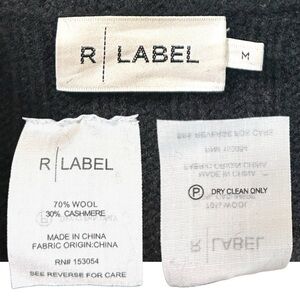 R | LABEL
M
R | LABEL
70% WOOL
30% CASHMERE
MADE IN CHINA
FABRIC ORIGIN:CHINA
RN# 153054
SEE REVERSE FOR CARE
P DRY CLEAN ONLY